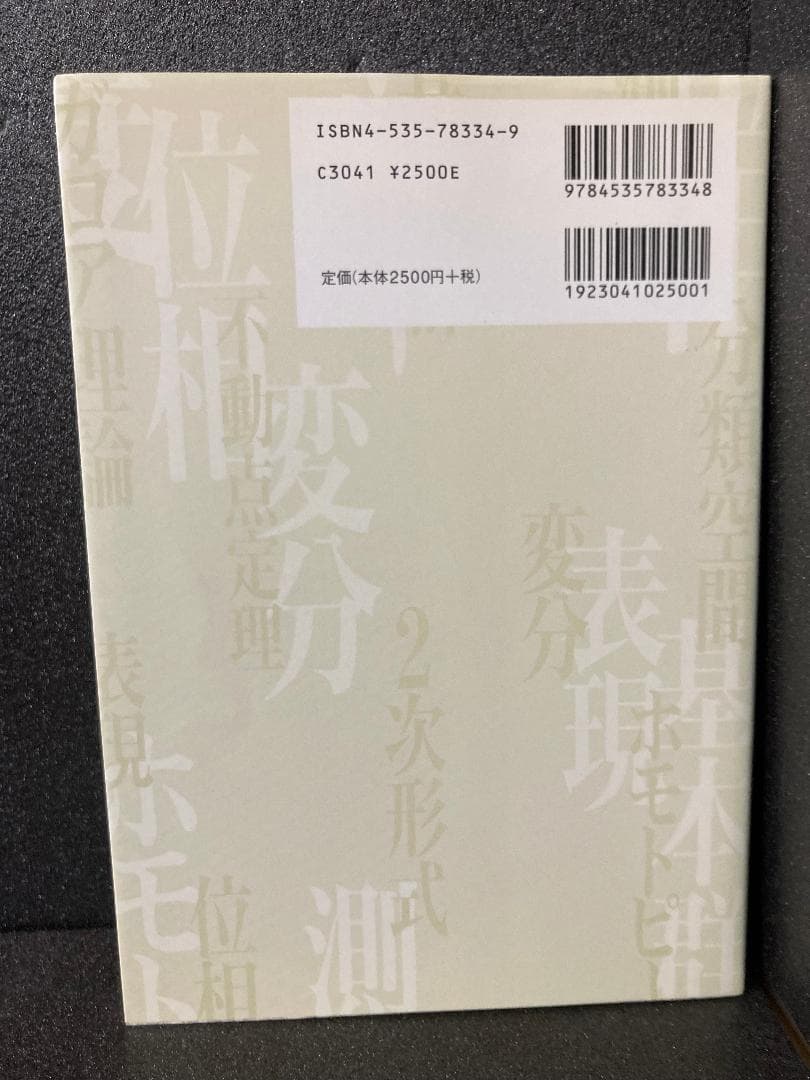 ISBN4-535-78334-9
C3041 ¥2500E
9784535783348
定価(本体2500円+税)
1923041025001
ガロア理論
位相
不動点定理
変分
2次形式
変分
表現
分類空間
基本群
ホモトピー
表現
ホモト
位相
測